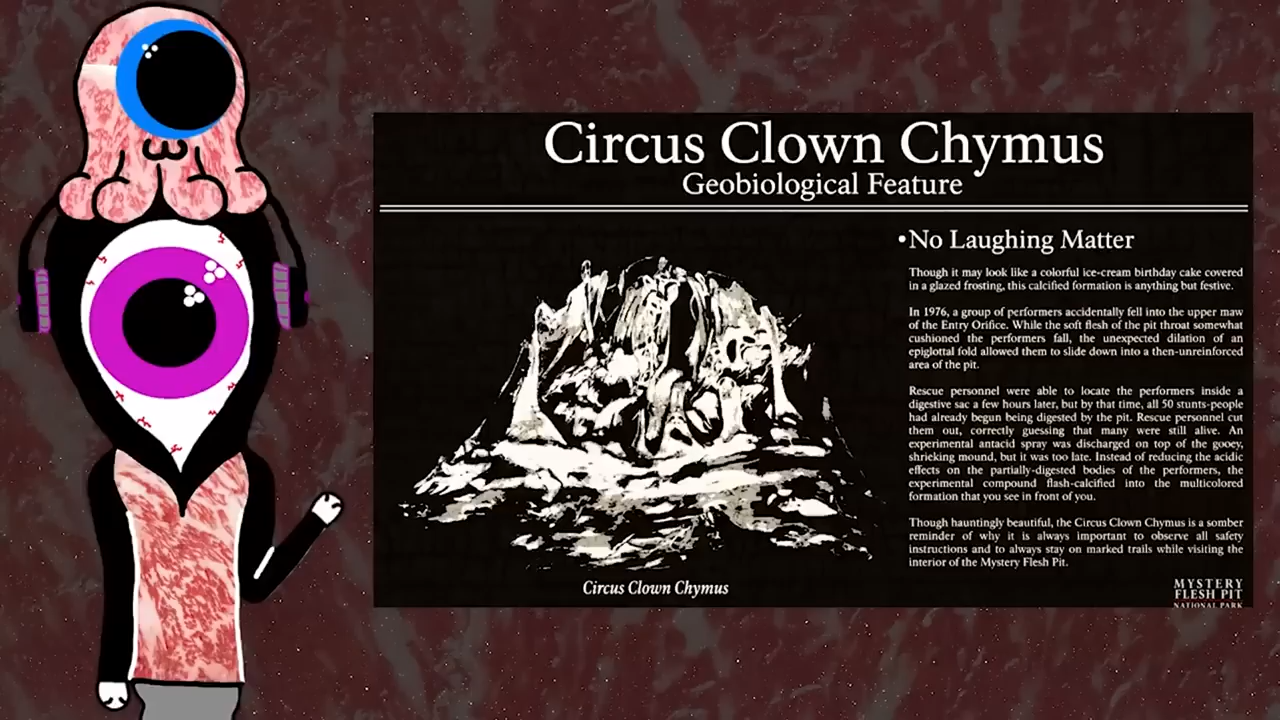 Circus Clown Chymus
Geobiological Feature
•No Laughing Matter
Though it may look like a colorful ice-cream birthday cake covered
in a glazed frosting, this calcified formation is anything but festive.
In 1976, a group of performers accidentally fell into the upper maw
of the Entry Orifice. While the soft flesh of the pit throat somewhat
cushioned the performers fall, the unexpected dilation of an
epiglottal fold allowed them to slide down into a then-unreinforced
area of the pit.
Rescue personnel were able to locate the performers inside a
digestive sac a few hours later, but by that time, all 50 stunts-people
had already begun being digested by the pit. Rescue personnel cut
them out, correctly guessing that many were still alive. An
experimental antacid spray was discharged on top of the gooey,
shrieking mound, but it was too late. Instead of reducing the acidic
effects on the partially-digested bodies of the performers, the
experimental compound flash-calcified into the multicolored
formation that you see in front of you.
Though hauntingly beautiful, the Circus Clown Chymus is a somber
reminder of why it is always important to observe all safety
instructions and to always stay on marked trails while visiting the
interior of the Mystery Flesh Pit.
Circus Clown Chymus
MYSTERY
FLESH PIT
NATIONAL PARK